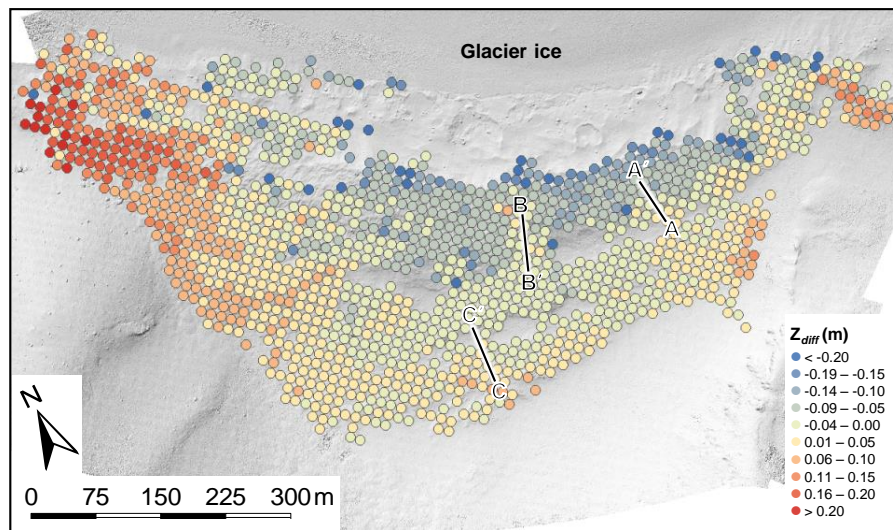 Glacier ice
A′
A
B
B′
C″
C
N
0 75 150 225 300 m
Zdiff (m)
< -0.20
-0.19 – -0.15
-0.14 – -0.10
-0.09 – -0.05
-0.04 – 0.00
0.01 – 0.05
0.06 – 0.10
0.11 – 0.15
0.16 – 0.20
> 0.20